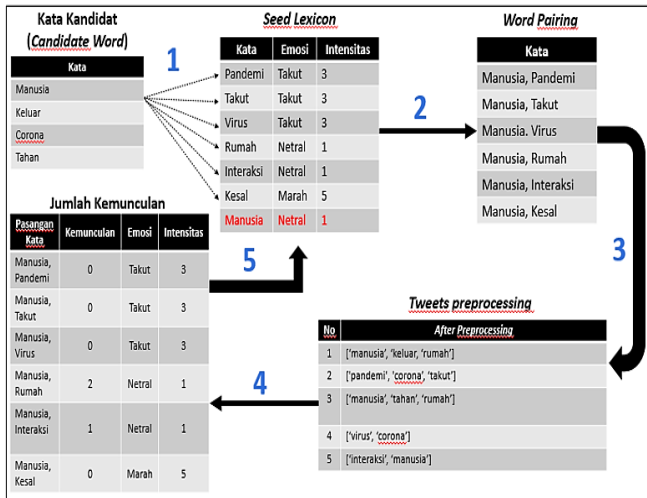 Kata Kandidat
(Candidate Word)
Kata
Manusia
Keluar
Corona
Tahan
1
Seed Lexicon
Kata Emosi Intensitas
Pandemi Takut 3
Takut Takut 3
Virus Takut 3
Rumah Netral 1
Interaksi Netral 1
Kesal Marah 5
Manusia Netral 1
2
Word Pairing
Kata
Manusia, Pandemi
Manusia, Takut
Manusia. Virus
Manusia, Rumah
Manusia, Interaksi
Manusia, Kesal
3
Tweets preprocessing
No After Preprocessing
1 ['manusia', 'keluar, 'rumah']
2 ['pandemi', 'corona', 'takut']
3 ['manusia', 'tahan', 'rumah']
4 ['virus', 'corona']
5 ['interaksi', 'manusia']
4
Jumlah Kemunculan
Pasangan
Kata Kemunculan Emosi Intensitas
Manusia,
Pandemi 0 Takut 3
Manusia,
Takut 0 Takut 3
Manusia,
Virus 0 Takut 3
Manusia,
Rumah 2 Netral 1
Manusia,
Interaksi 1 Netral 1
Manusia,
Kesal 0 Marah 5
5